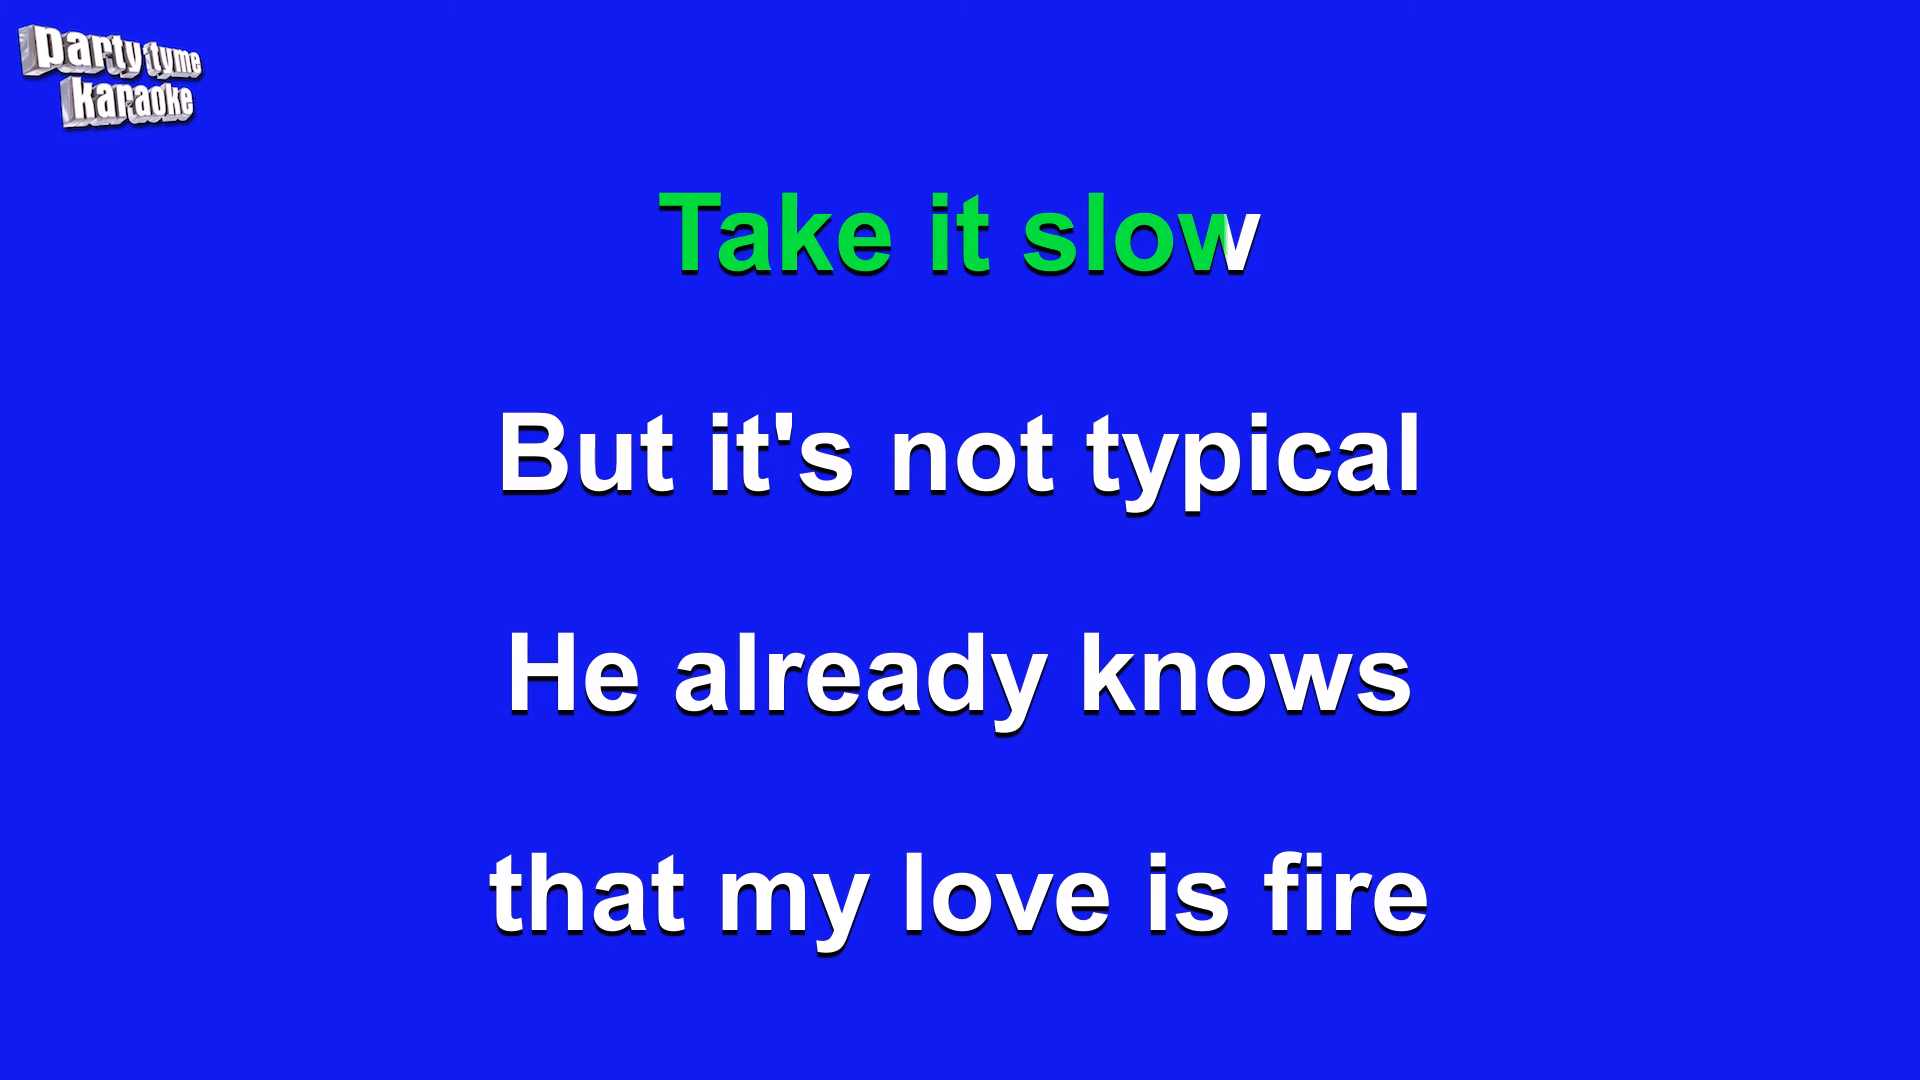 party tyme
karaoke
Take it slow
But it's not typical
He already knows
that my love is fire